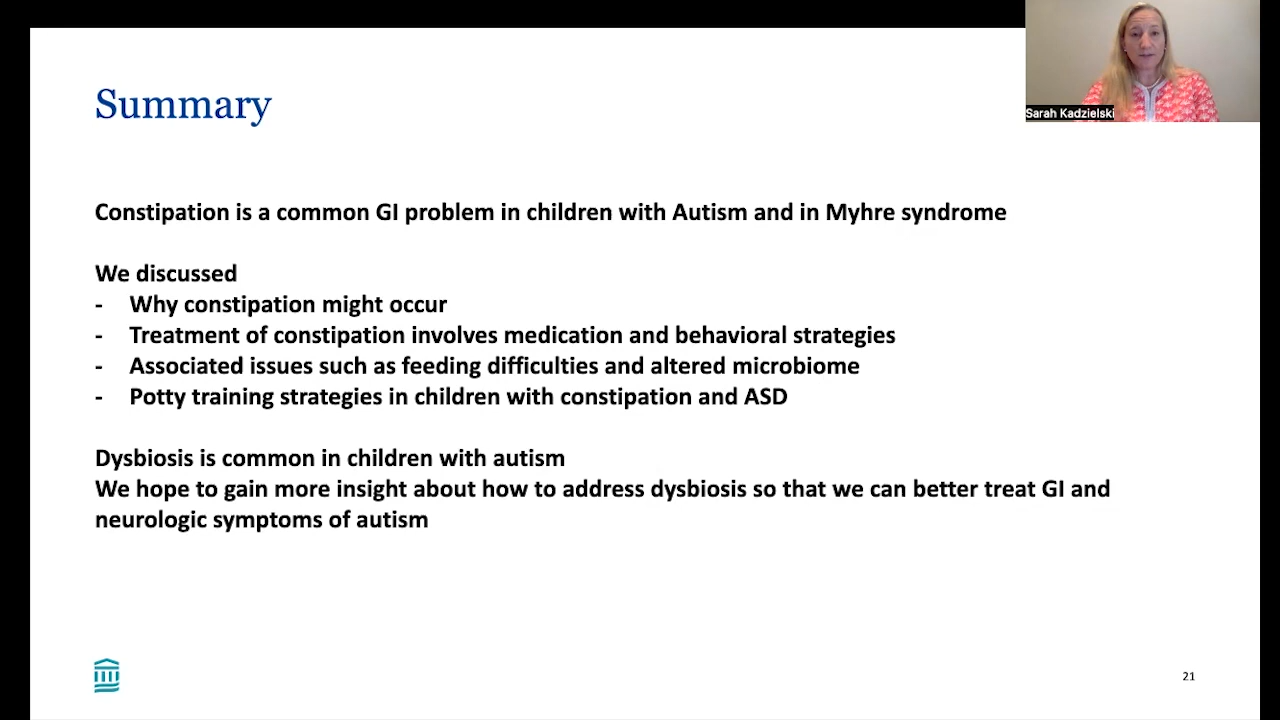 Summary
Sarah Kadzielski
Constipation is a common GI problem in children with Autism and in Myhre syndrome
We discussed
- Why constipation might occur
- Treatment of constipation involves medication and behavioral strategies
- Associated issues such as feeding difficulties and altered microbiome
- Potty training strategies in children with constipation and ASD
Dysbiosis is common in children with autism
We hope to gain more insight about how to address dysbiosis so that we can better treat GI and
neurologic symptoms of autism
21